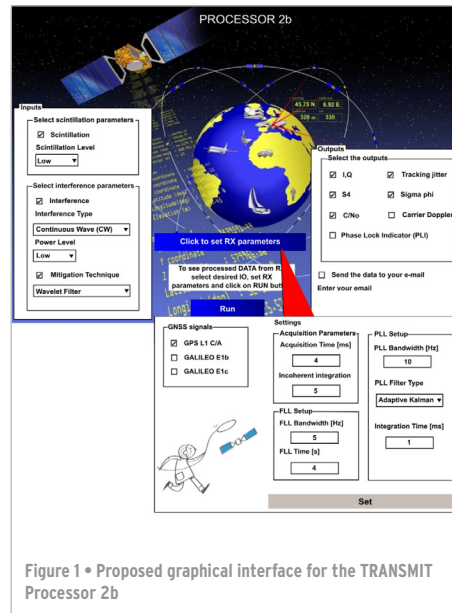 PROCESSOR 2b
45.75 N 6.92 E
328 m 330
Inputs
Select scintillation parameters
Scintillation
Scintillation Level
Low
Select interference parameters
Interference
Interference Type
Continuous Wave (CW)
Power Level
Low
Mitigation Technique
Wavelet Filter
Outputs
Select the outputs
I,Q
Tracking jitter
S4
Sigma phi
C/No
Carrier Doppler
Phase Lock Indicator (PLI)
Send the data to your e-mail
Enter your email
Click to set RX parameters
To see processed DATA from R
select desired IO, set RX
parameters and click on RUN butt
Run
GNSS signals
GPS L1 C/A
GALILEO E1b
GALILEO E1c
Settings
Acquisition Parameters
Acquisition Time [ms]
4
Incoherent integration
5
FLL Setup
FLL Bandwidth [Hz]
5
FLL Time [s]
4
PLL Setup
PLL Bandwidth [Hz]
10
PLL Filter Type
Adaptive Kalman
Integration Time [ms]
1
Set
Figure 1 • Proposed graphical interface for the TRANSMIT
Processor 2b